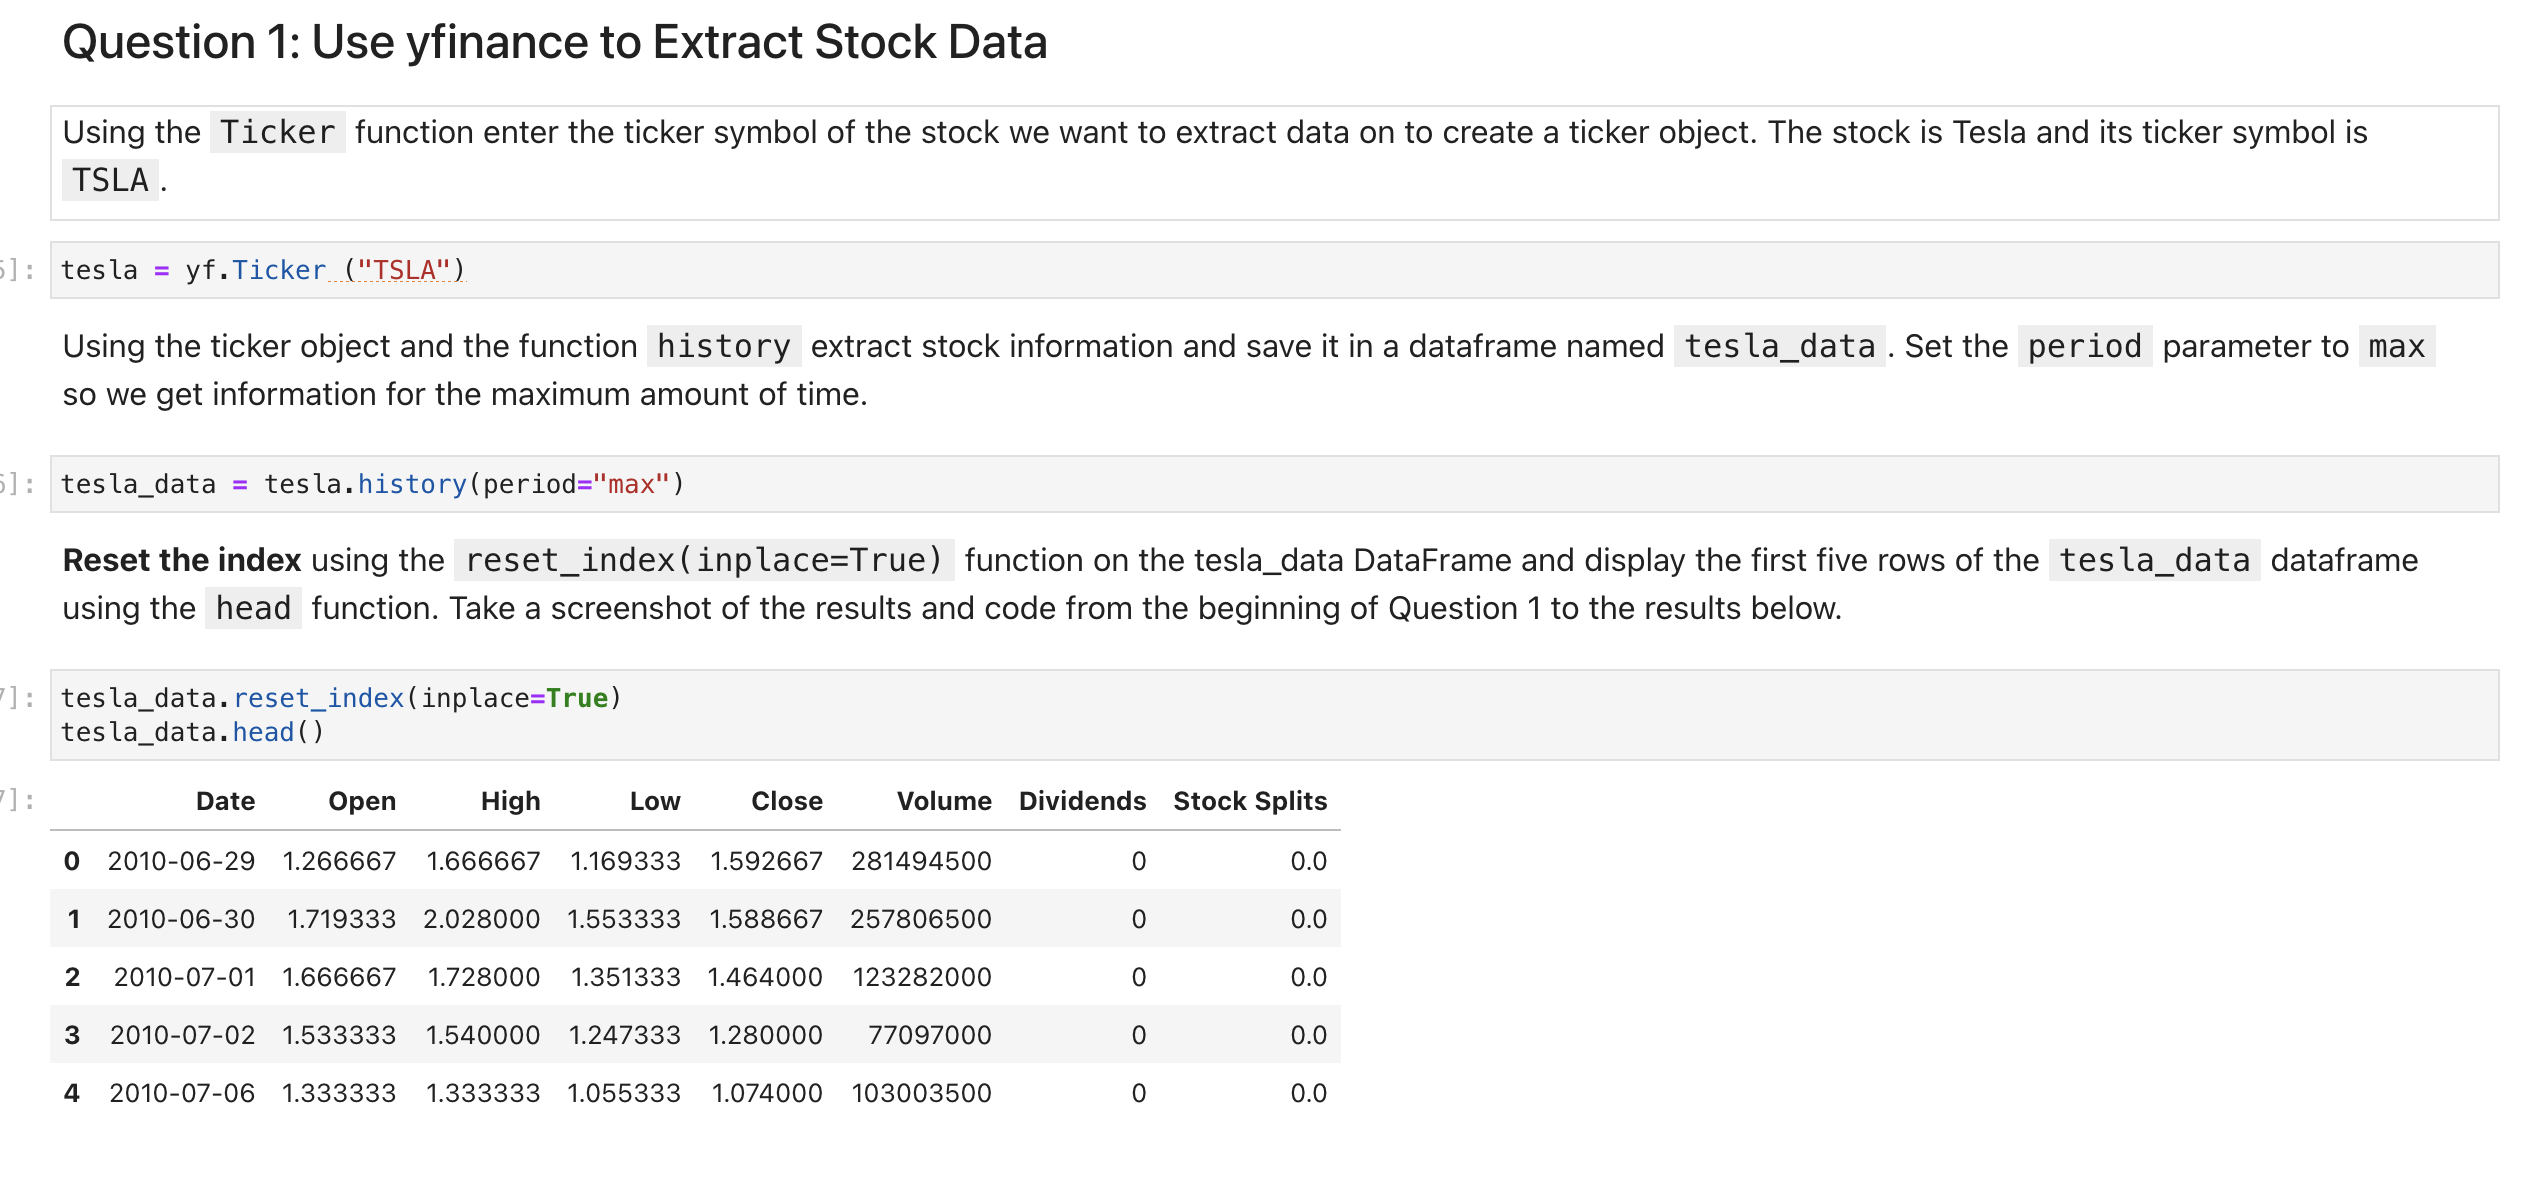 Question 1: Use yfinance to Extract Stock Data
Using the Ticker function enter the ticker symbol of the stock we want to extract data on to create a ticker object. The stock is Tesla and its ticker symbol is
TSLA .
5]: tesla = yf.Ticker ("TSLA")
Using the ticker object and the function history extract stock information and save it in a dataframe named tesla_data . Set the period parameter to max
so we get information for the maximum amount of time.
6]: tesla_data = tesla.history(period="max")
Reset the index using the reset_index(inplace=True) function on the tesla_data DataFrame and display the first five rows of the tesla_data dataframe
using the head function. Take a screenshot of the results and code from the beginning of Question 1 to the results below.
7]: tesla_data.reset_index(inplace=True)
tesla_data.head()
7]: Date Open High Low Close Volume Dividends Stock Splits
0 2010-06-29 1.266667 1.666667 1.169333 1.592667 281494500 0 0.0
1 2010-06-30 1.719333 2.028000 1.553333 1.588667 257806500 0 0.0
2 2010-07-01 1.666667 1.728000 1.351333 1.464000 123282000 0 0.0
3 2010-07-02 1.533333 1.540000 1.247333 1.280000 77097000 0 0.0
4 2010-07-06 1.333333 1.333333 1.055333 1.074000 103003500 0 0.0